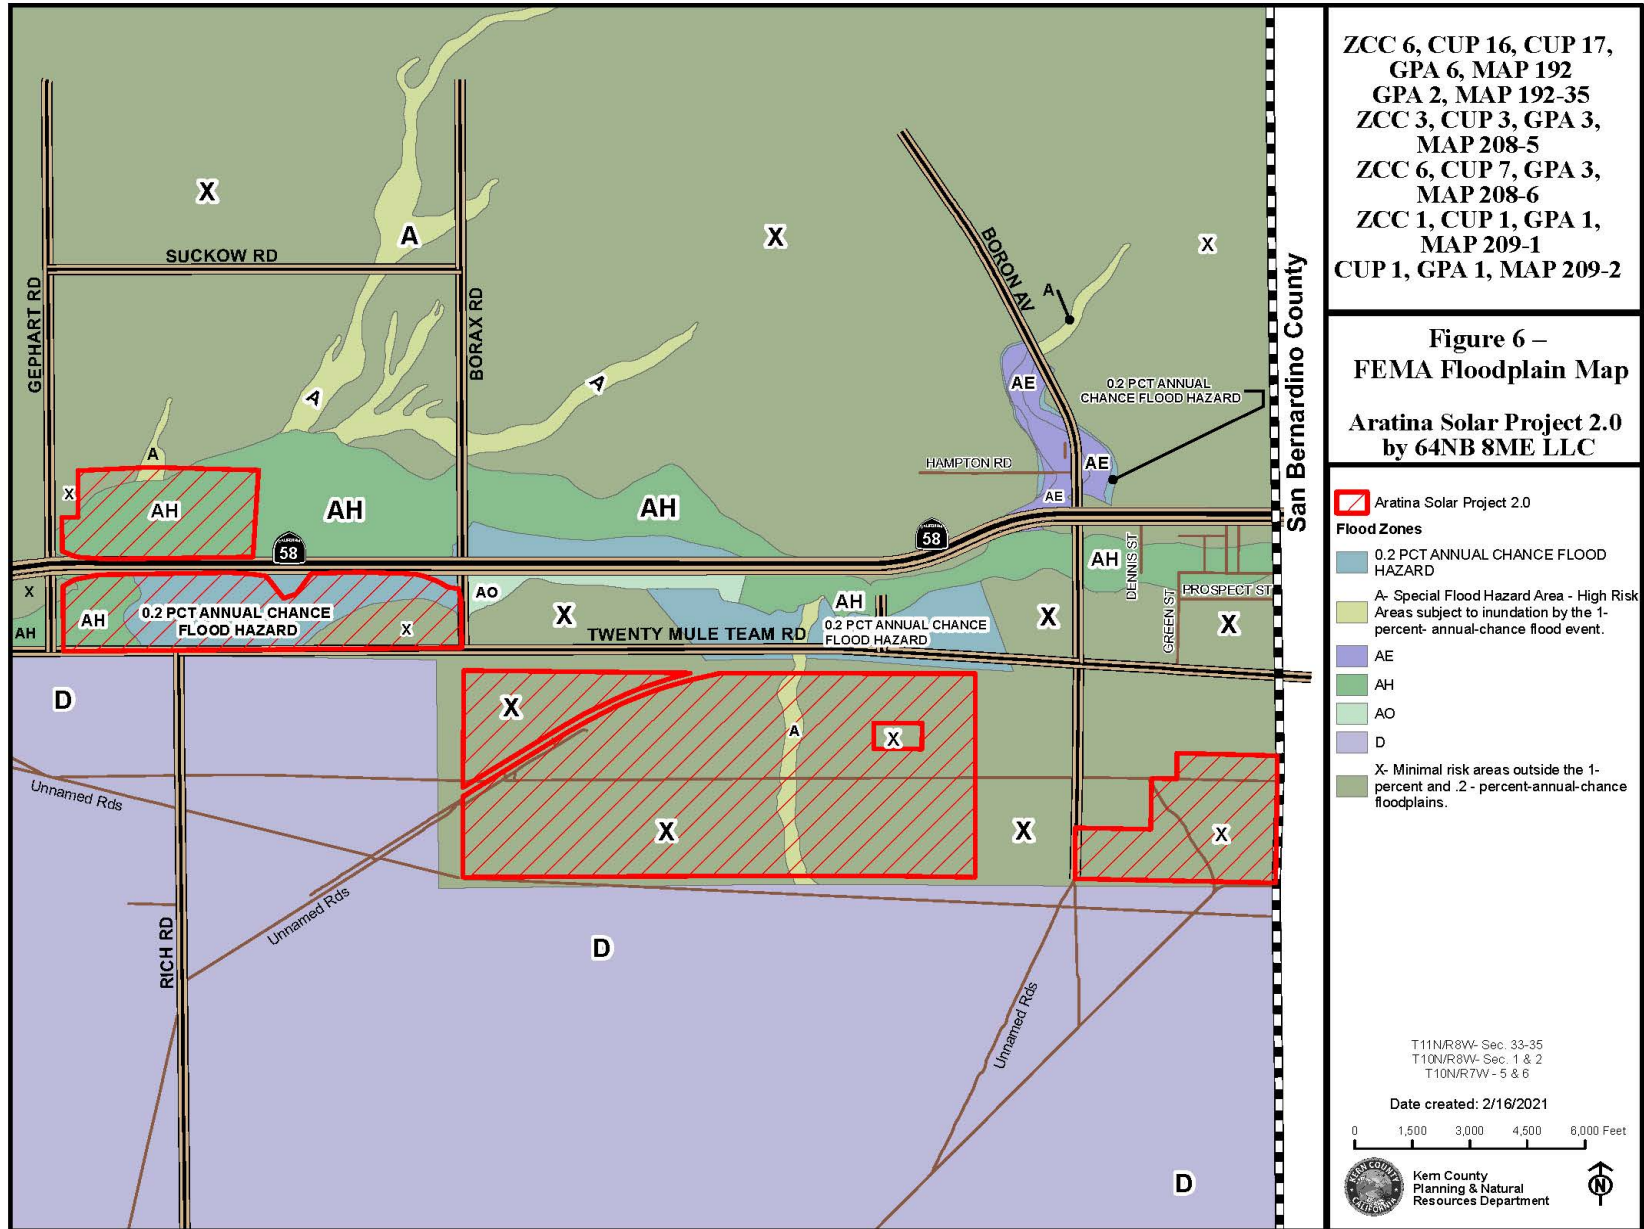 ZCC 6, CUP 16, CUP 17,
GPA 6, MAP 192
GPA 2, MAP 192-35
ZCC 3, CUP 3, GPA 3,
MAP 208-5
ZCC 6, CUP 7, GPA 3,
MAP 208-6
ZCC 1, CUP 1, GPA 1,
MAP 209-1
CUP 1, GPA 1, MAP 209-2
Figure 6 –
FEMA Floodplain Map
Aratina Solar Project 2.0
by 64NB 8ME LLC
Aratina Solar Project 2.0
Flood Zones
0.2 PCT ANNUAL CHANCE FLOOD
HAZARD
A- Special Flood Hazard Area - High Risk
Areas subject to inundation by the 1-
percent- annual-chance flood event.
AE
AH
AO
D
X- Minimal risk areas outside the 1-
percent and .2 - percent-annual-chance
floodplains.
T11N/R8W- Sec. 33-35
T10N/R8W- Sec. 1 & 2
T10N/R7W - 5 & 6
Date created: 2/16/2021
0 1,500 3,000 4,500 6,000 Feet
KERN COUNTY
CALIFORNIA
Kern County
Planning & Natural
Resources Department
N
X
A
X
X
SUCKOW RD
GEPHART RD
BORAX RD
BORON AV
A
San Bernardino County
A
A
AE
0.2 PCT ANNUAL
CHANCE FLOOD HAZARD
A
HAMPTON RD
AE
AE
X
AH
AH
AH
CALIFORNIA
58
CALIFORNIA
58
AH
DENNIS ST
X
AO
PROSPECT ST
GREEN ST
AH
AH
0.2 PCT ANNUAL CHANCE
FLOOD HAZARD
X
X
AH
0.2 PCT ANNUAL CHANCE
FLOOD HAZARD
X
X
TWENTY MULE TEAM RD
D
X
A
X
Unnamed Rds
X
X
X
Unnamed Rds
RICH RD
D
Unnamed Rds
D